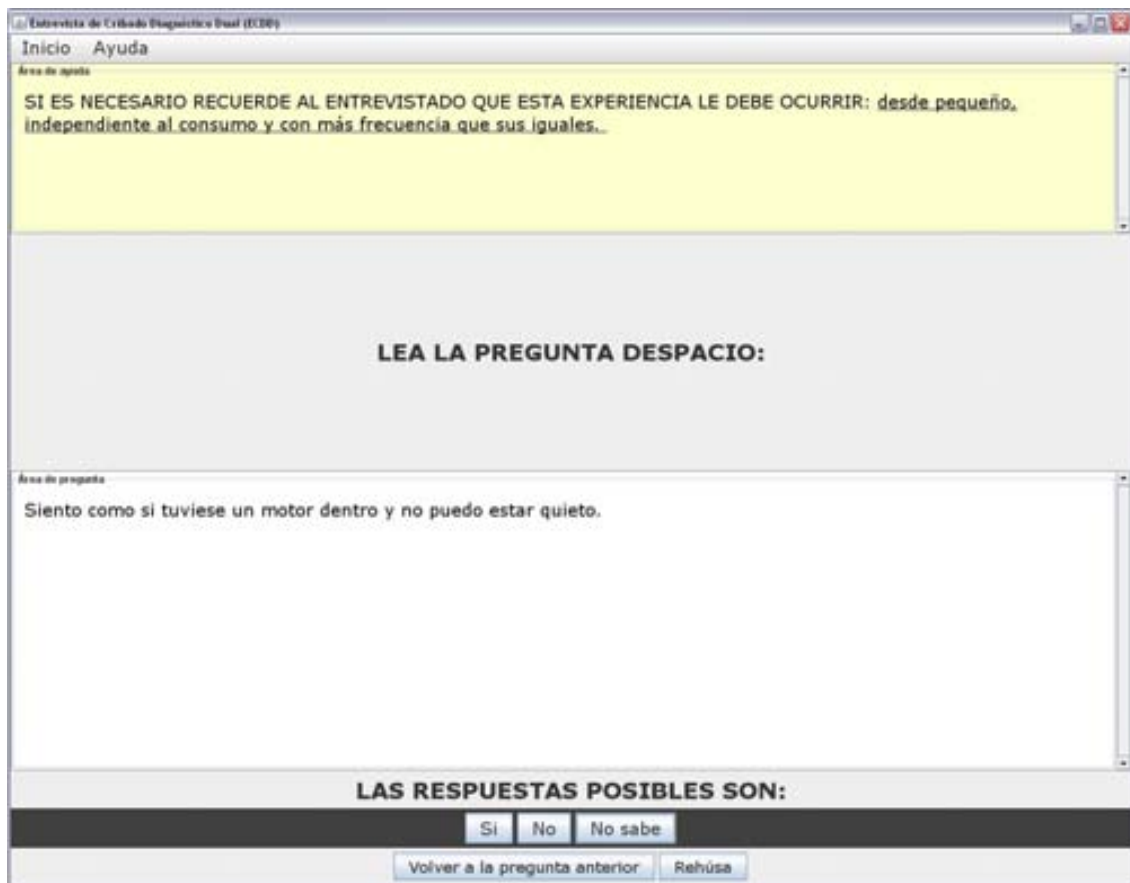 Entrevista de Cribado Diagnóstico Dual (ECDD)
Inicio Ayuda
Área de ayuda
SI ES NECESARIO RECUERDE AL ENTREVISTADO QUE ESTA EXPERIENCIA LE DEBE OCURRIR: desde pequeño,
independiente al consumo y con más frecuencia que sus iguales.
LEA LA PREGUNTA DESPACIO:
Área de pregunta
Siento como si tuviese un motor dentro y no puedo estar quieto.
LAS RESPUESTAS POSIBLES SON:
Si No No sabe
Volver a la pregunta anterior Rehúsa